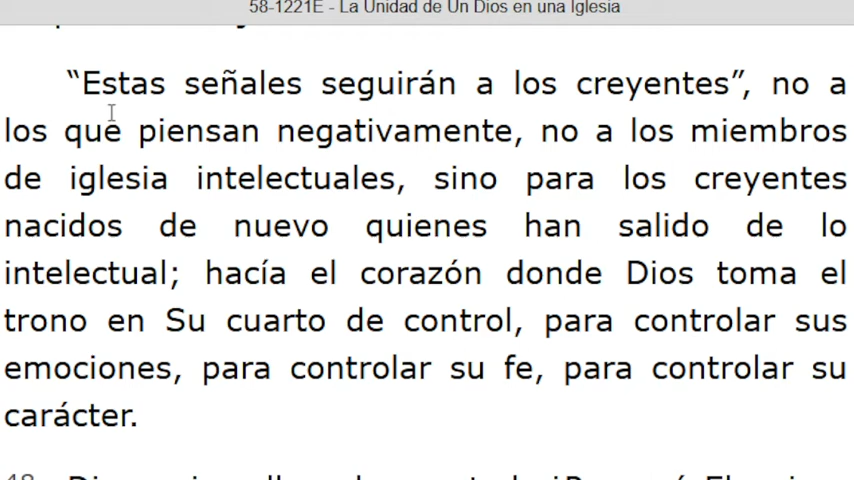 58-1221E - La Unidad de Un Dios en una Iglesia
“Estas señales seguirán a los creyentes”, no a
los que piensan negativamente, no a los miembros
de iglesia intelectuales, sino para los creyentes
nacidos de nuevo quienes han salido de lo
intelectual; hacía el corazón donde Dios toma el
trono en Su cuarto de control, para controlar sus
emociones, para controlar su fe, para controlar su
carácter.